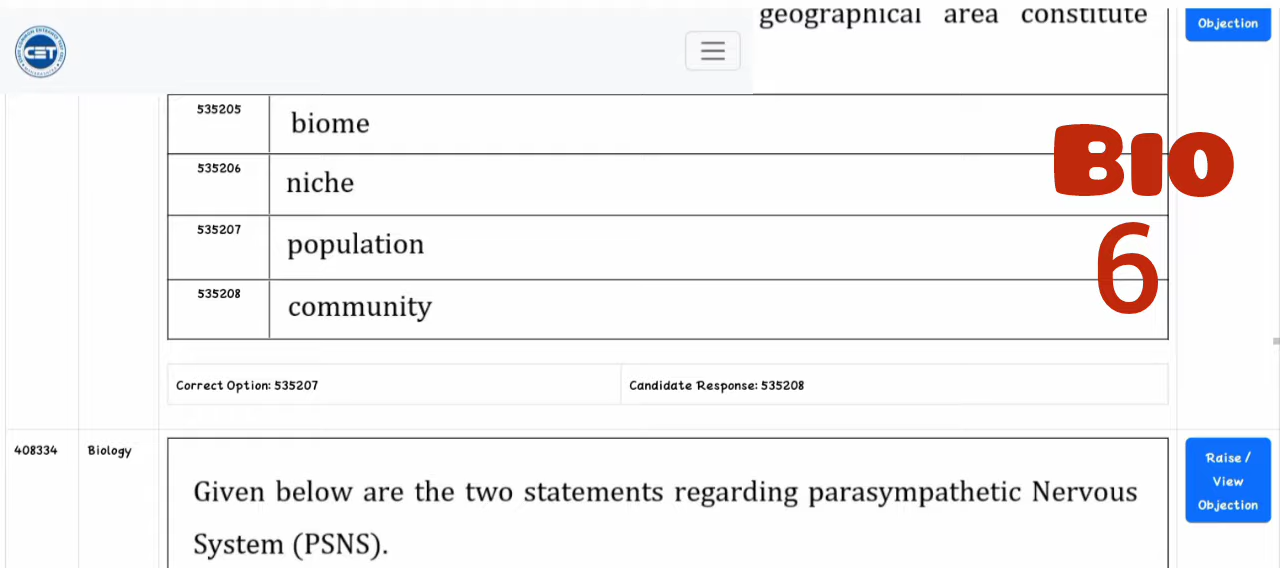 geographical area constitute
Objection
CET
535205 biome
535206 niche
535207 population
535208 community
Bio
6
Correct Option: 535207 Candidate Response: 535208
408334 Biology
Given below are the two statements regarding parasympathetic Nervous
System (PSNS).
Raise /
View
Objection